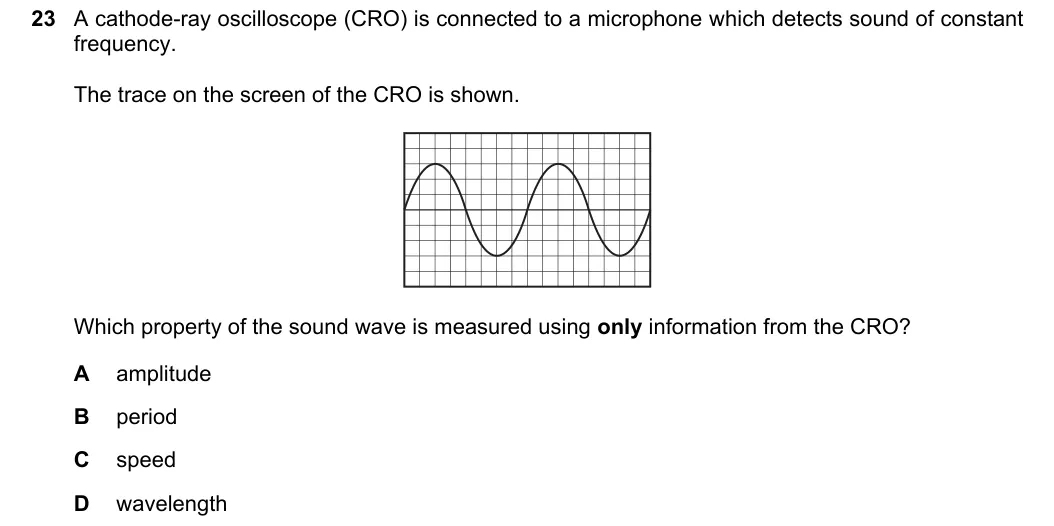 23 A cathode-ray oscilloscope (CRO) is connected to a microphone which detects sound of constant
frequency.
The trace on the screen of the CRO is shown.
Which property of the sound wave is measured using only information from the CRO?
A amplitude
B period
C speed
D wavelength